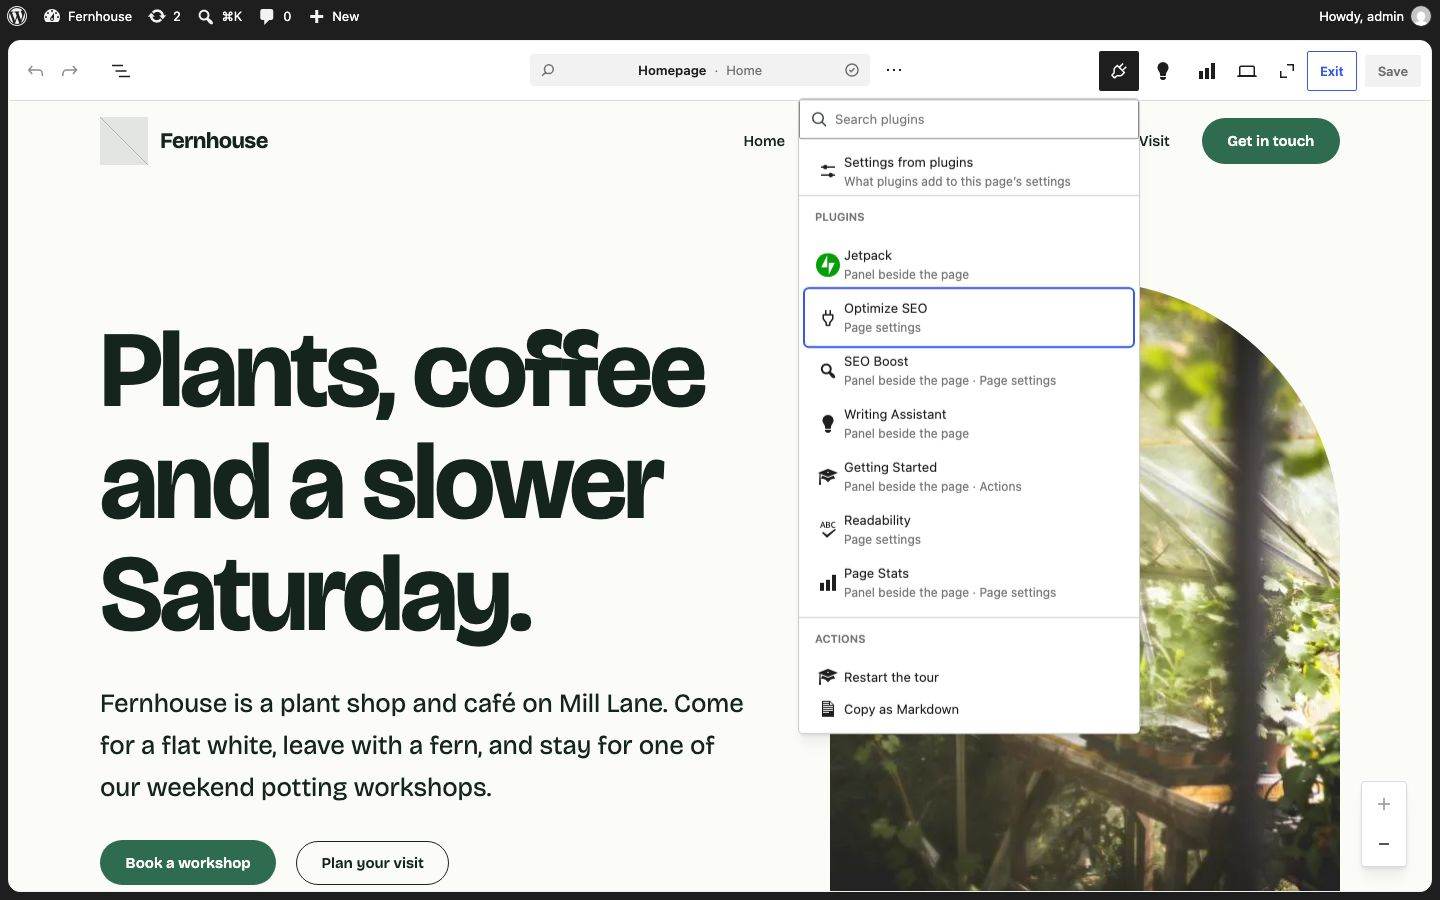 Fernhouse 2 ⌘K 0 New Howdy, admin
Homepage · Home
Exit Save
Search plugins
Fernhouse
Home
Visit
Get in touch
Settings from plugins
What plugins add to this page's settings
PLUGINS
Jetpack
Panel beside the page
Optimize SEO
Page settings
SEO Boost
Panel beside the page · Page settings
Writing Assistant
Panel beside the page
Getting Started
Panel beside the page · Actions
ABC
Readability
Page settings
Page Stats
Panel beside the page · Page settings
ACTIONS
Restart the tour
Copy as Markdown
Plants, coffee
and a slower
Saturday.
Fernhouse is a plant shop and café on Mill Lane. Come
for a flat white, leave with a fern, and stay for one of
our weekend potting workshops.
Book a workshop
Plan your visit